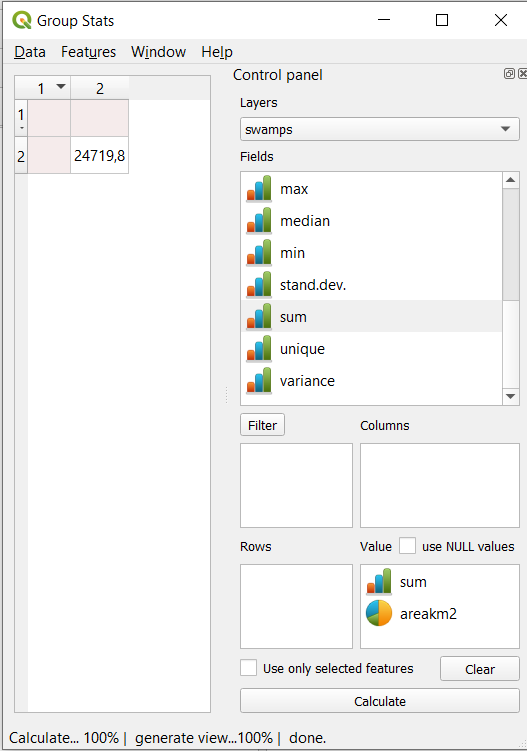 Group Stats
Data Features Window Help
1 2
1
2 24719,8
Control panel
Layers
swamps
Fields
max
median
min
stand.dev.
sum
unique
variance
Filter Columns
Rows Value use NULL values
sum
areakm2
Use only selected features Clear
Calculate
Calculate... 100% | generate view...100% | done.